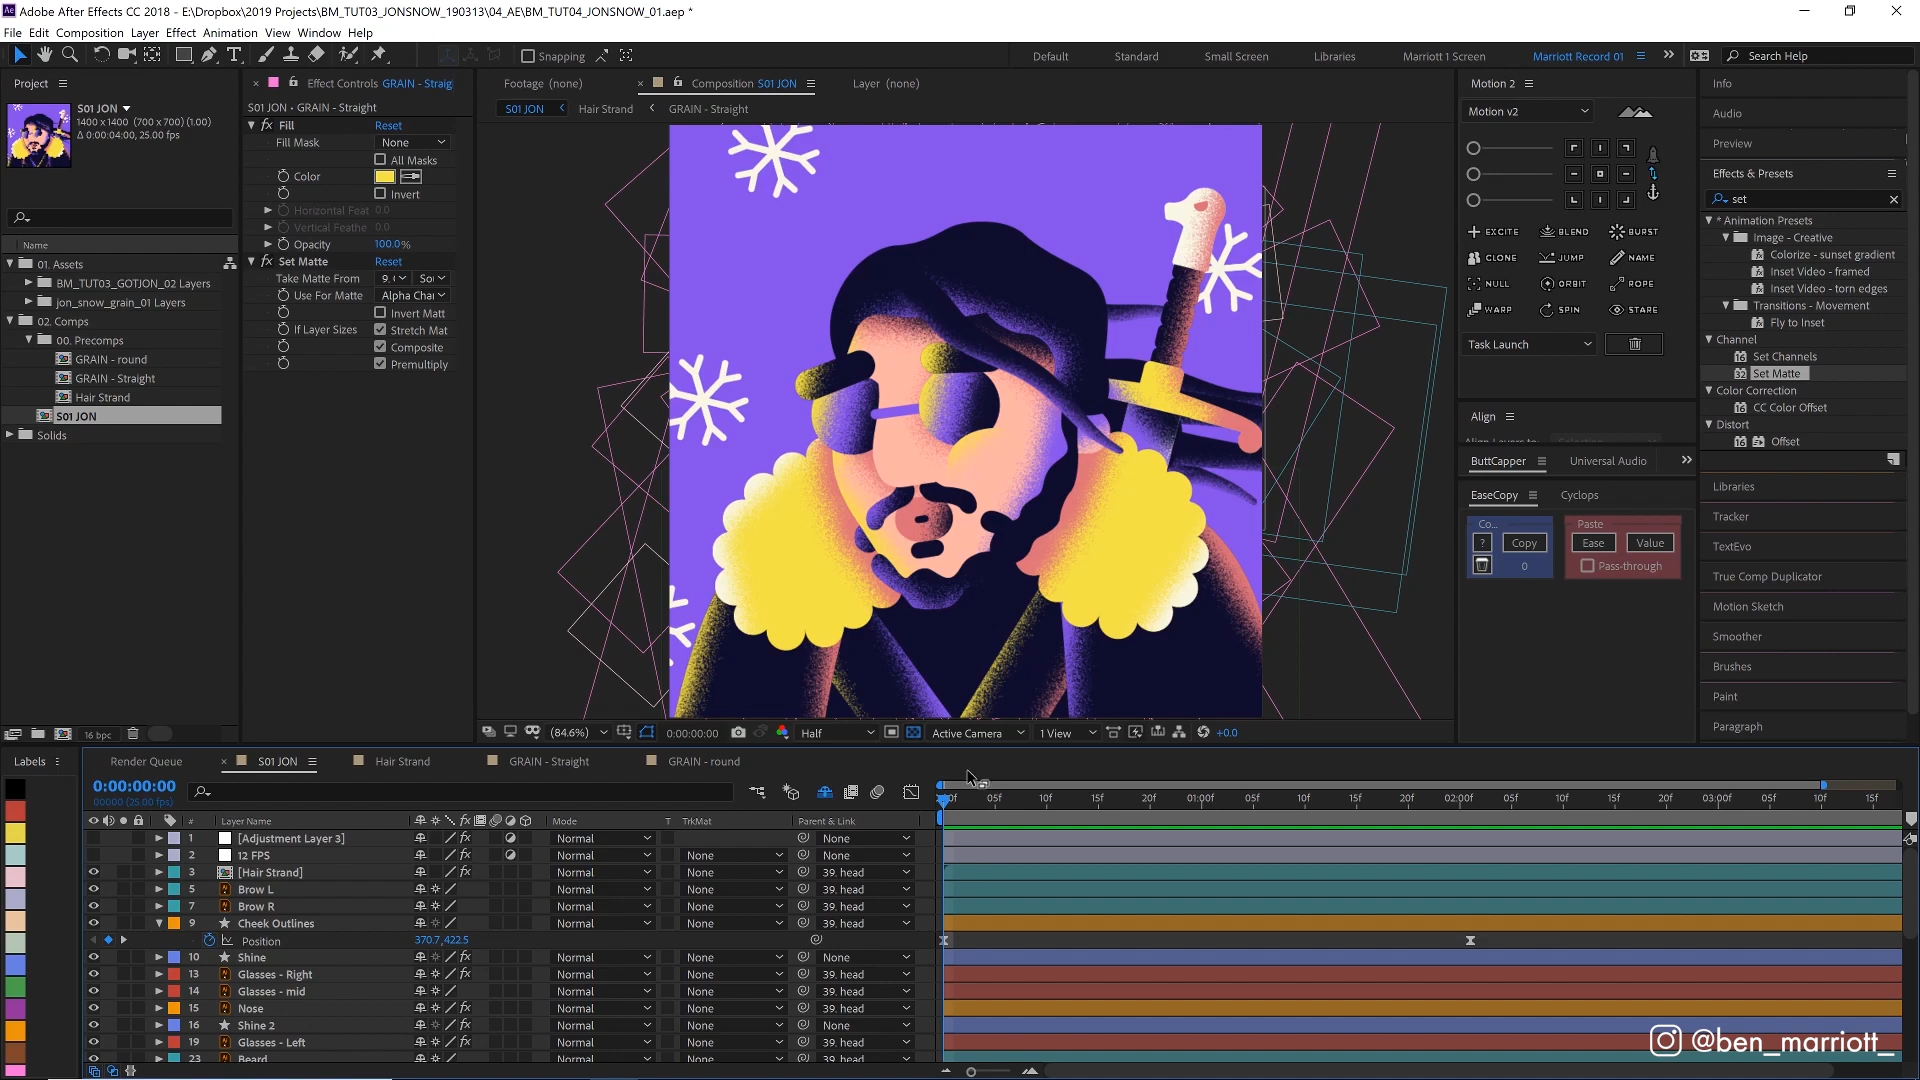 Adobe After Effects CC 2018 - E:\Dropbox\2019 Projects\BM_TUT03_JONSNOW_190313\04_AE\BM_TUT04_JONSNOW_01.aep *
File Edit Composition Layer Effect Animation View Window Help
Snapping
Default Standard Small Screen Libraries Marriott 1 Screen Marriott Record 01 Search Help
Project
S01 JON
1400 x 1400 (700 x 700) (1.00)
Δ 0:00:04:00, 25.00 fps
Name
01. Assets
BM_TUT03_GOTJON_02 Layers
jon_snow_grain_01 Layers
02. Comps
00. Precomps
GRAIN - round
GRAIN - Straight
Hair Strand
S01 JON
Solids
16 bpc
Effect Controls GRAIN - Straig
S01 JON • GRAIN - Straight
fx Fill Reset
Fill Mask None
All Masks
Color
Invert
Horizontal Feat 0.0
Vertical Feathe 0.0
Opacity 100.0%
fx Set Matte Reset
Take Matte From 9. ( So
Use For Matte Alpha Cha
Invert Matt
If Layer Sizes Stretch Mat
Composite
Premultiply
Footage (none) Composition S01 JON Layer (none)
S01 JON Hair Strand GRAIN - Straight
(84.6%) 0:00:00:00 Half Active Camera 1 View +0.0
Motion 2
Motion v2
EXCITE BLEND BURST
CLONE JUMP NAME
NULL ORBIT ROPE
WARP SPIN STARE
Task Launch
Align
Align Layers to:
ButtCapper Universal Audio
EaseCopy Cyclops
Co... Paste
? Copy Ease Value
0 Pass-through
Info
Audio
Preview
Effects & Presets
set
* Animation Presets
Image - Creative
Colorize - sunset gradient
Inset Video - framed
Inset Video - torn edges
Transitions - Movement
Fly to Inset
Channel
Set Channels
Set Matte
Color Correction
CC Color Offset
Distort
Offset
Libraries
Tracker
TextEvo
True Comp Duplicator
Motion Sketch
Smoother
Brushes
Paint
Paragraph
Labels
Render Queue S01 JON Hair Strand GRAIN - Straight GRAIN - round
0:00:00:00
00000 (25.00 fps)
05f 10f 15f 20f 01:00f 05f 10f 15f 20f 02:00f 05f 10f 15f 20f 03:00f 05f 10f 15f
# Layer Name Mode T TrkMat Parent & Link
1 [Adjustment Layer 3] Normal None
2 12 FPS Normal None None
3 [Hair Strand] Normal None 39. head
5 Brow L Normal None 39. head
7 Brow R Normal None 39. head
9 Cheek Outlines Normal None 39. head
Position 370.7,422.5
10 Shine Normal None None
13 Glasses - Right Normal None 39. head
14 Glasses - mid Normal None 39. head
15 Nose Normal None 39. head
16 Shine 2 Normal None None
19 Glasses - Left Normal None 39. head
23 Beard Normal None 39. head
@ben_marriott_